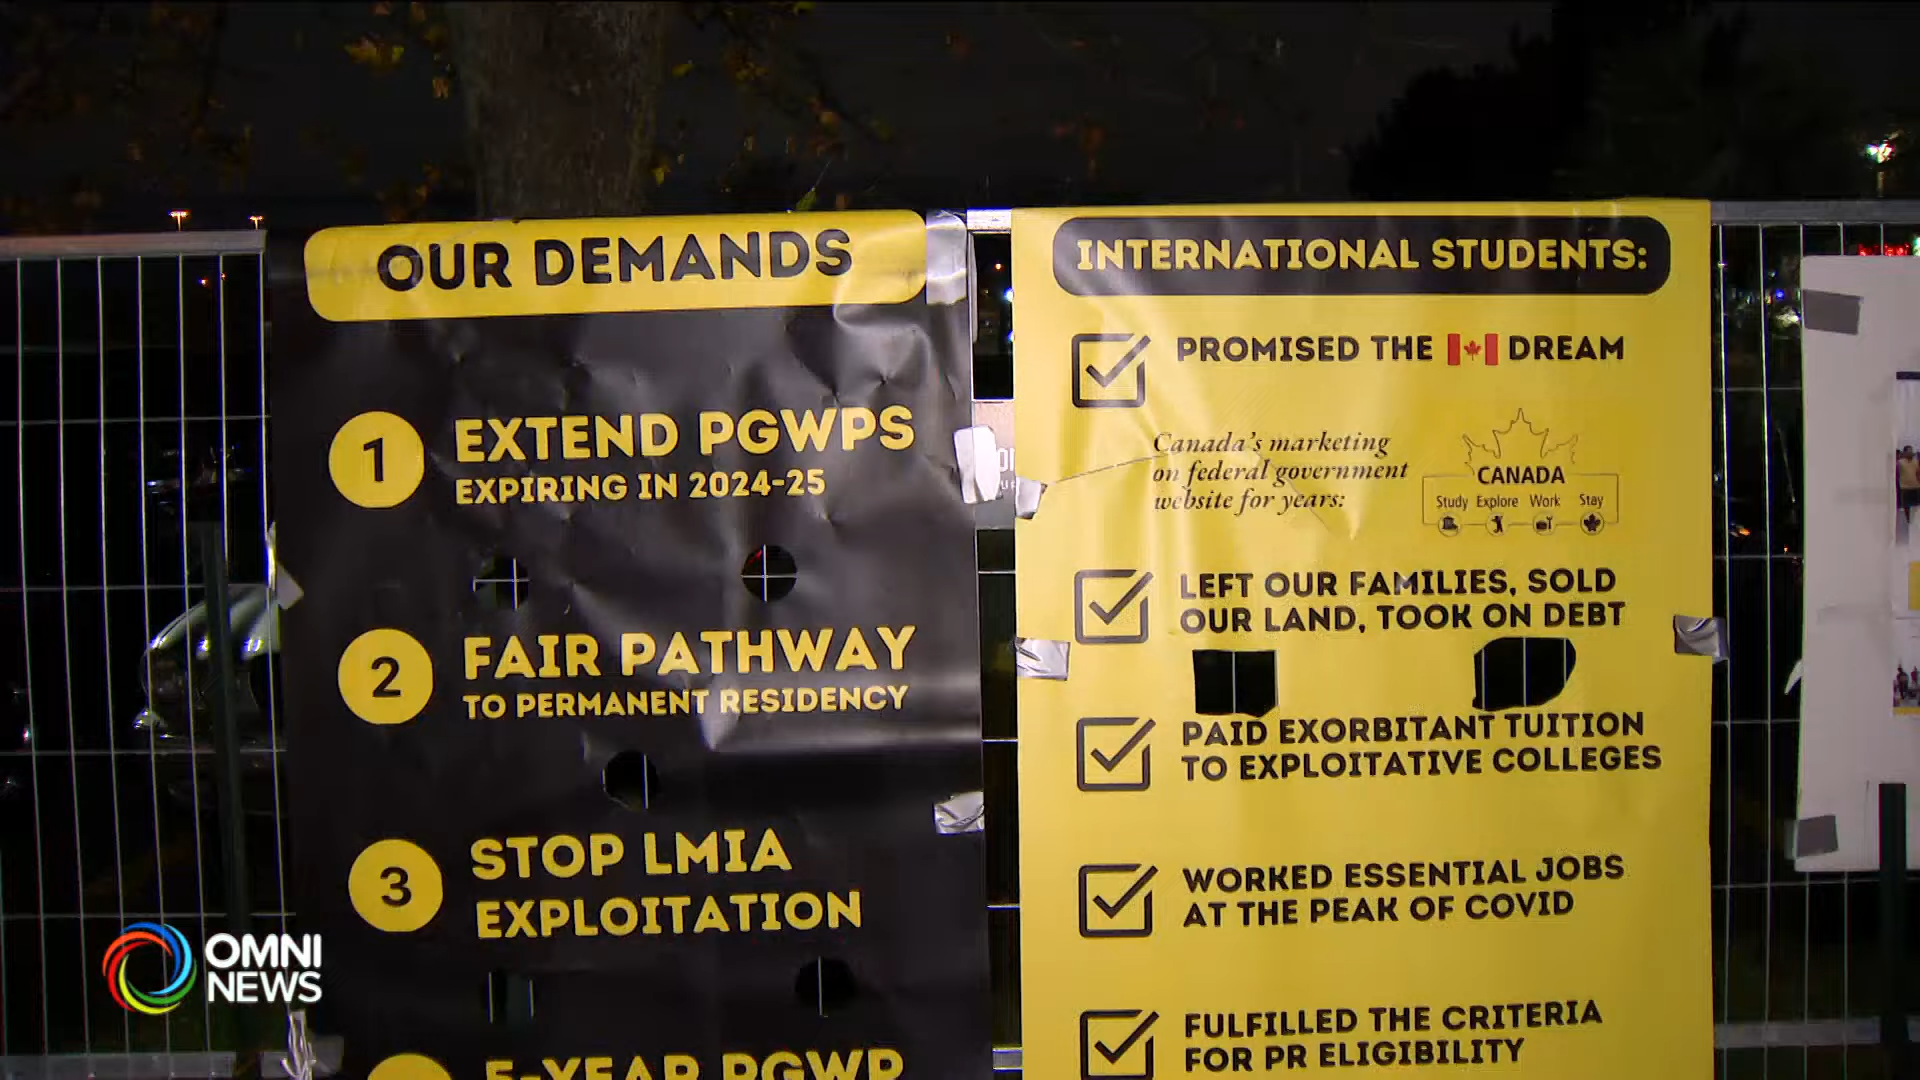 OUR DEMANDS
1
EXTEND PGWPS
EXPIRING IN 2024-25
2
FAIR PATHWAY
TO PERMANENT RESIDENCY
3
STOP LMIA
EXPLOITATION
5-YEAR PGWP
INTERNATIONAL STUDENTS:
PROMISED THE DREAM
Canada's marketing
on federal government
website for years:
CANADA
Study Explore Work Stay
LEFT OUR FAMILIES, SOLD
OUR LAND, TOOK ON DEBT
PAID EXORBITANT TUITION
TO EXPLOITATIVE COLLEGES
WORKED ESSENTIAL JOBS
AT THE PEAK OF COVID
FULFILLED THE CRITERIA
FOR PR ELIGIBILITY
OMNI
NEWS